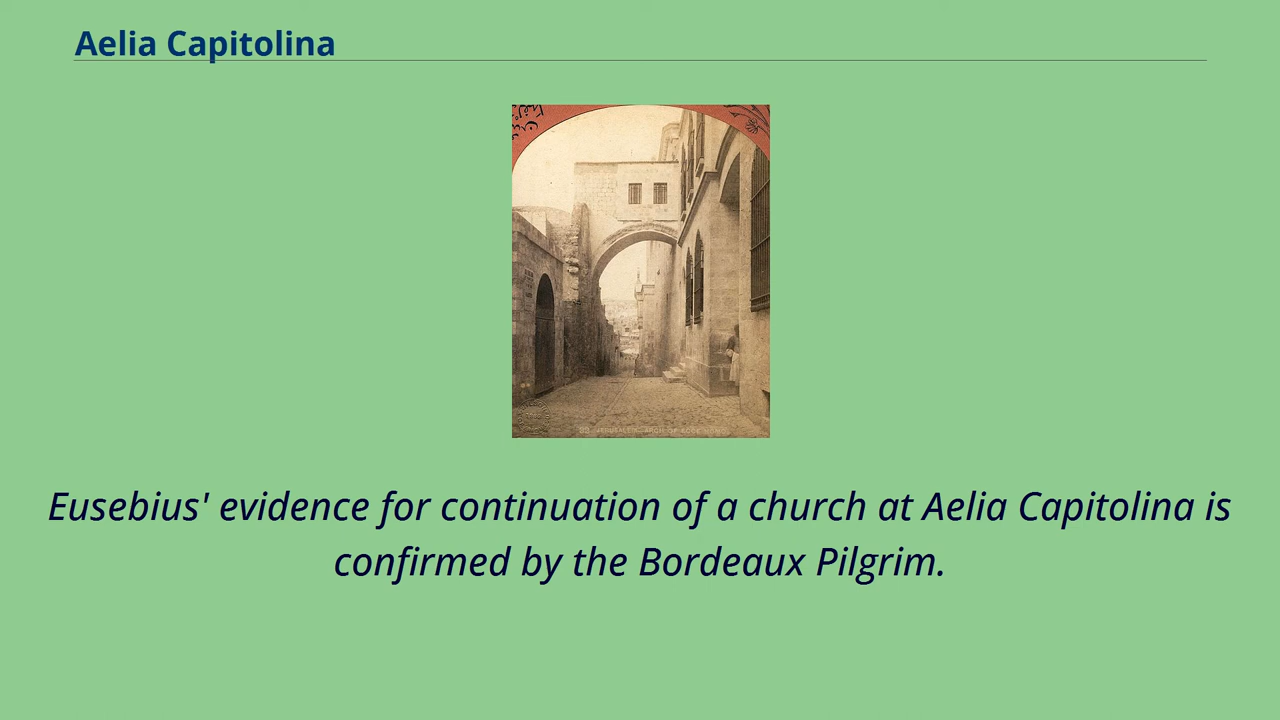 Aelia Capitolina
Eusebius' evidence for continuation of a church at Aelia Capitolina is
confirmed by the Bordeaux Pilgrim.